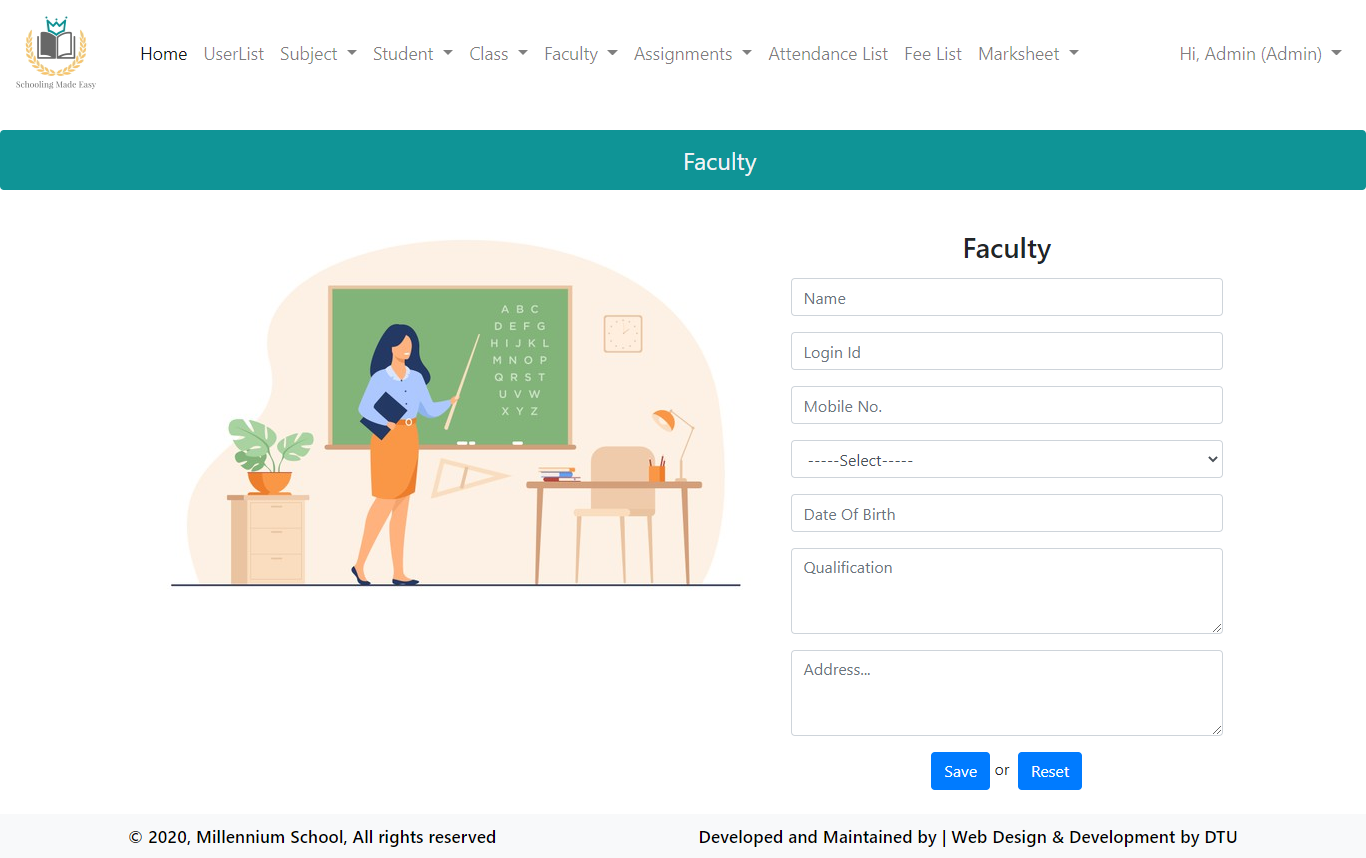 Schooling Made Easy
Home UserList Subject Student Class Faculty Assignments Attendance List Fee List Marksheet Hi, Admin (Admin)
Faculty
A B C
D E F G
H I J K L
M N O P
Q R S T
U V W
X Y Z
Faculty
Name
Login Id
Mobile No.
-----Select-----
Date Of Birth
Qualification
Address...
Save or Reset
© 2020, Millennium School, All rights reserved
Developed and Maintained by | Web Design & Development by DTU